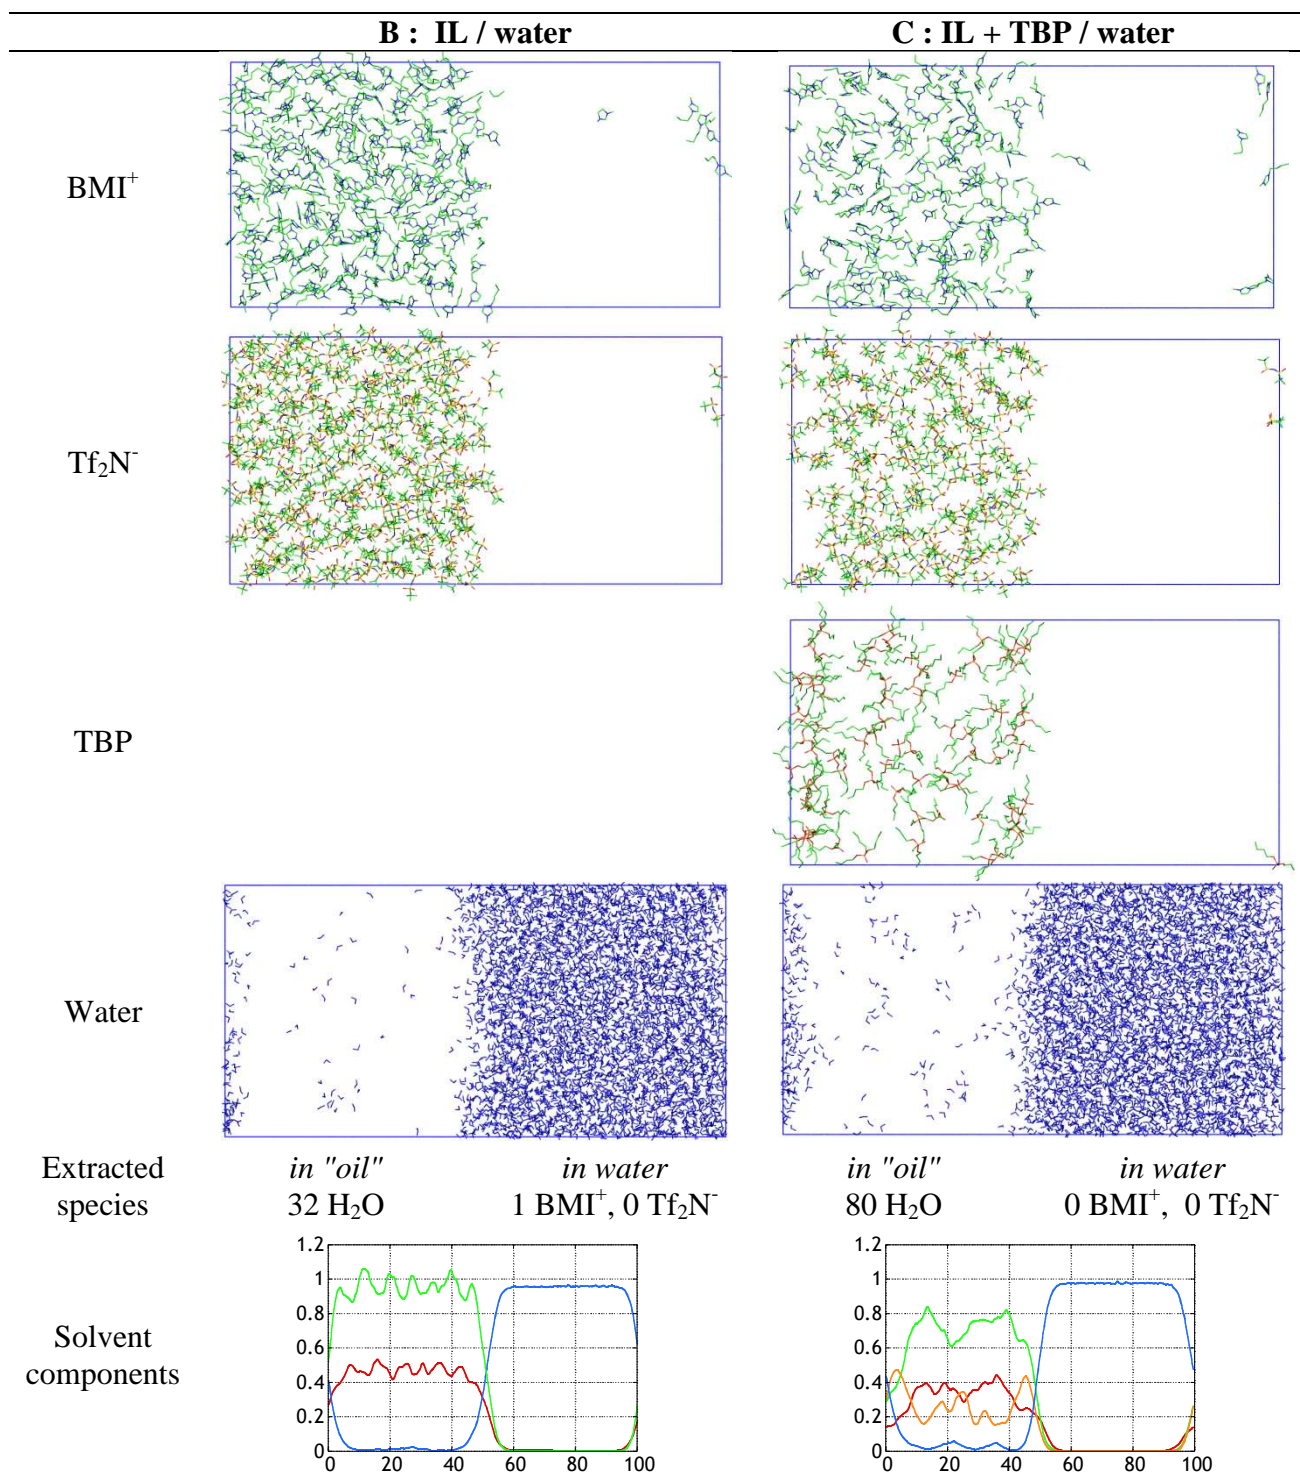 B : IL / water C : IL + TBP / water
BMI⁺
Tf₂N⁻
TBP
Water
Extracted species
in "oil" in water in "oil" in water
32 H₂O 1 BMI⁺, 0 Tf₂N⁻ 80 H₂O 0 BMI⁺, 0 Tf₂N⁻
Solvent components
1.2
1
0.8
0.6
0.4
0.2
0
0 20 40 60 80 100
1.2
1
0.8
0.6
0.4
0.2
0
0 20 40 60 80 100